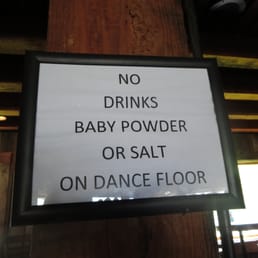 NO
DRINKS
BABY POWDER
OR SALT
ON DANCE FLOOR